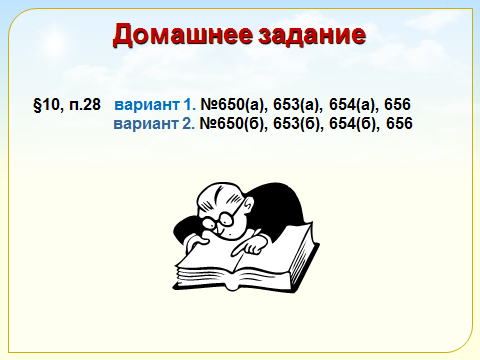 Домашнее задание
§10, п.28 вариант 1. №650(а), 653(а), 654(а), 656
вариант 2. №650(б), 653(б), 654(б), 656